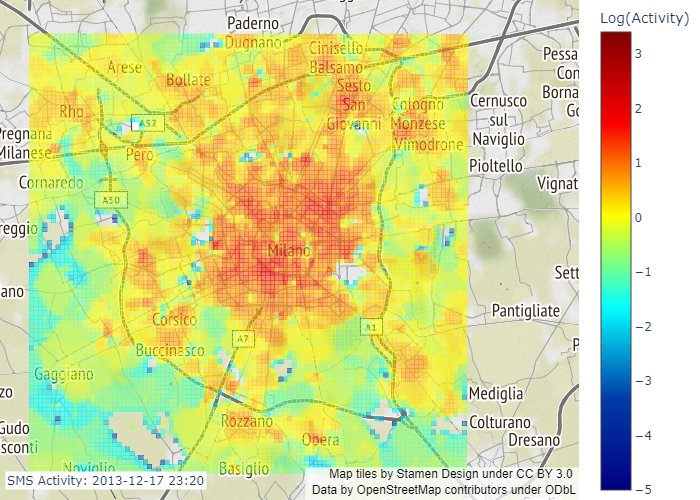 Log(Activity)
3
2
1
0
−1
−2
−3
−4
−5
Paderno
Dugnano
Cinisello
Balsamo
Arese
Bollate
Sesto
San
Giovanni
Rho
A52
Cologno
Monzese
Cernusco
sul
Naviglio
Pessa
Con
Borna
Go
Pregnana
Milanese
Pero
Vimodrone
Pioltello
Cornaredo
Vignat
A50
reggio
Milano
Sett
ano
Pantigliate
Corsico
A7
A1
Buccinasco
P
Gaggiano
zo
Mediglia
Rozzano
Colturano
Gudo
sconti
Opera
Dresano
Noviglio
Basiglio
SMS Activity: 2013-12-17 23:20
Map tiles by Stamen Design under CC BY 3.0
Data by OpenStreetMap contributors under ODbL